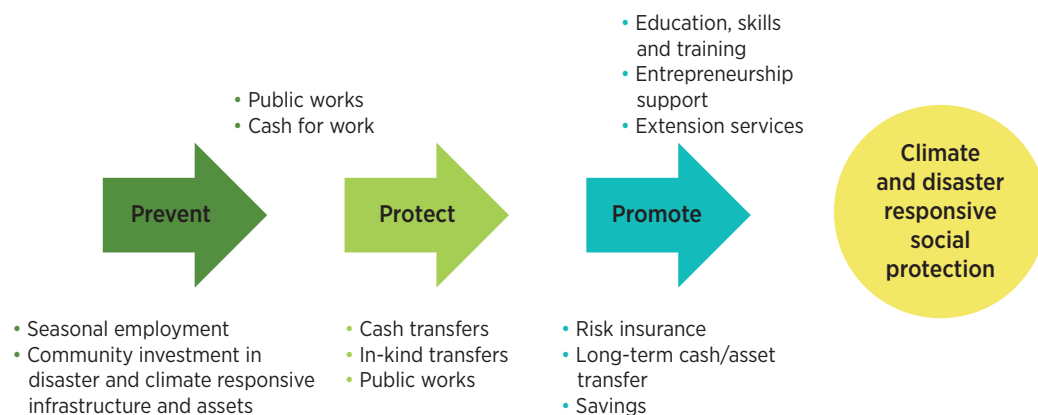 • Education, skills
and training
• Entrepreneurship
support
• Extension services
• Public works
• Cash for work
Prevent
Protect
Promote
Climate
and disaster
responsive
social
protection
• Seasonal employment
• Community investment in
disaster and climate responsive
infrastructure and assets
• Cash transfers
• In-kind transfers
• Public works
• Risk insurance
• Long-term cash/asset
transfer
• Savings